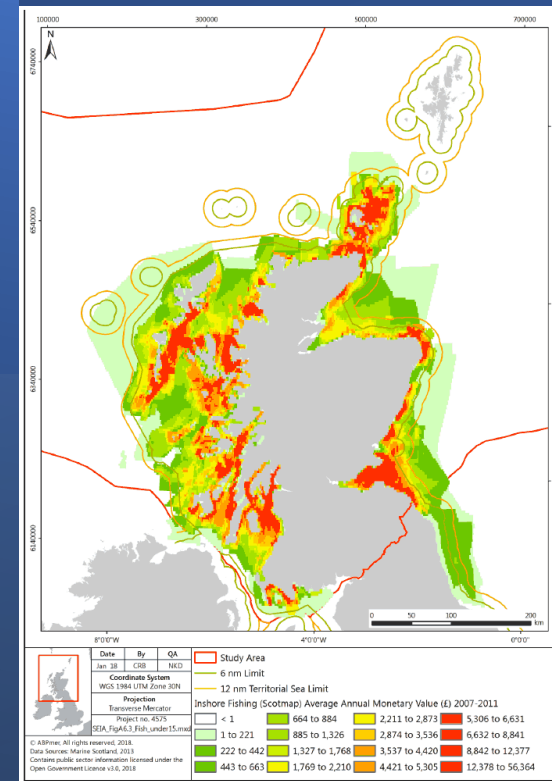 100000 300000 500000 700000
N
6740000
6540000
6340000
6140000
0 50 100 200
km
8°0'0"W 4°0'0"W 0°0'0"
Date By QA
Jan 18 CRB NKD
Coordinate System
WGS 1984 UTM Zone 30N
Projection
Transverse Mercator
Project no. 4575
SEIA_FigA6.3_Fish_under15.mxd
© ABPmer, All rights reserved, 2018.
Data Sources: Marine Scotland, 2013
Contains public sector information licensed under the
Open Government Licence v3.0, 2018
Study Area
6 nm Limit
12 nm Territorial Sea Limit
Inshore Fishing (Scotmap) Average Annual Monetary Value (£) 2007-2011
< 1 664 to 884 2,211 to 2,873 5,306 to 6,631
1 to 221 885 to 1,326 2,874 to 3,536 6,632 to 8,841
222 to 442 1,327 to 1,768 3,537 to 4,420 8,842 to 12,377
443 to 663 1,769 to 2,210 4,421 to 5,305 12,378 to 56,364